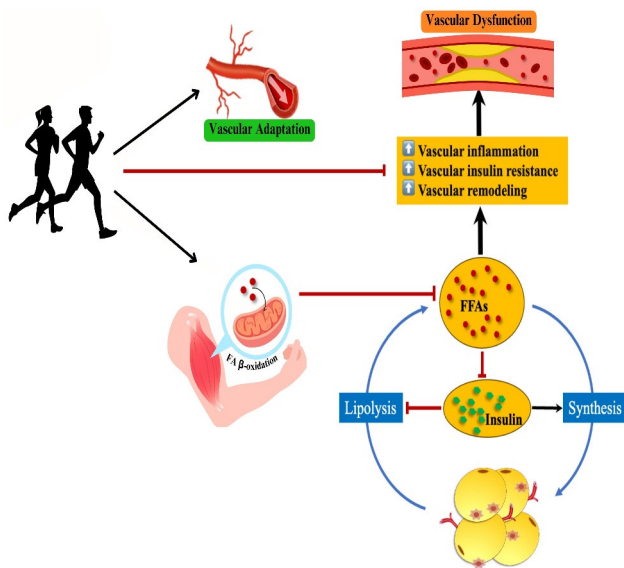 Vascular Dysfunction
Vascular Adaptation
Vascular inflammation
Vascular insulin resistance
Vascular remodeling
FFAs
FA β-oxidation
Lipolysis
Insulin
Synthesis